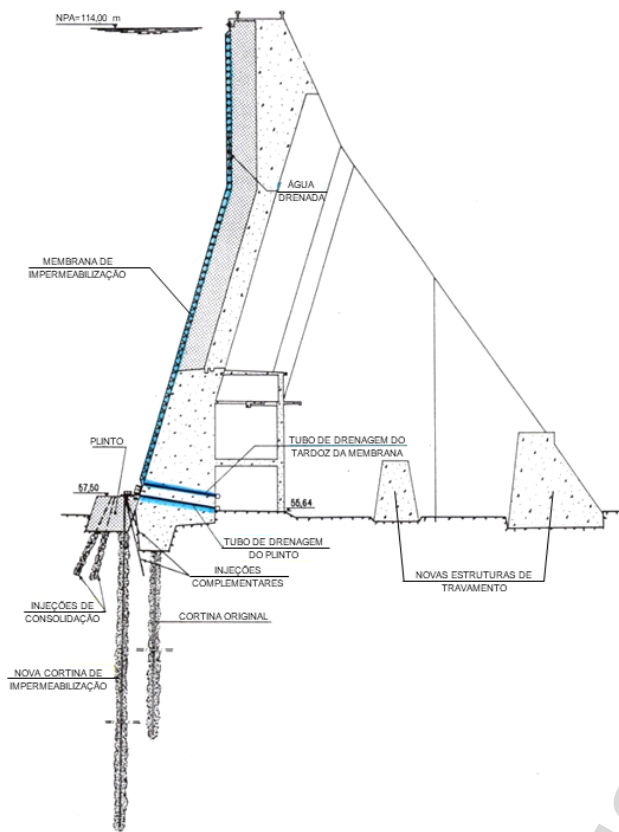 NPA=114,00 m
ÁGUA
DRENADA
MEMBRANA DE
IMPERMEABILIZAÇÃO
PLINTO
TUBO DE DRENAGEM DO
TARDOZ DA MEMBRANA
57,50
55,64
TUBO DE DRENAGEM
DO PLINTO
INJEÇÕES
COMPLEMENTARES
NOVAS ESTRUTURAS DE
TRAVAMENTO
INJEÇÕES DE
CONSOLIDAÇÃO
CORTINA ORIGINAL
NOVA CORTINA DE
IMPERMEABILIZAÇÃO